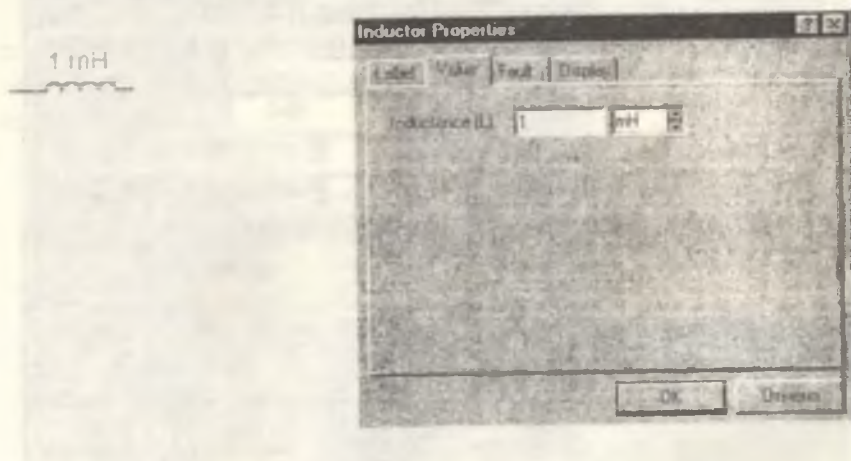 1 mH
Inductor Properties
Label Value Fault Display
Inductance (L) 1 mH
OK